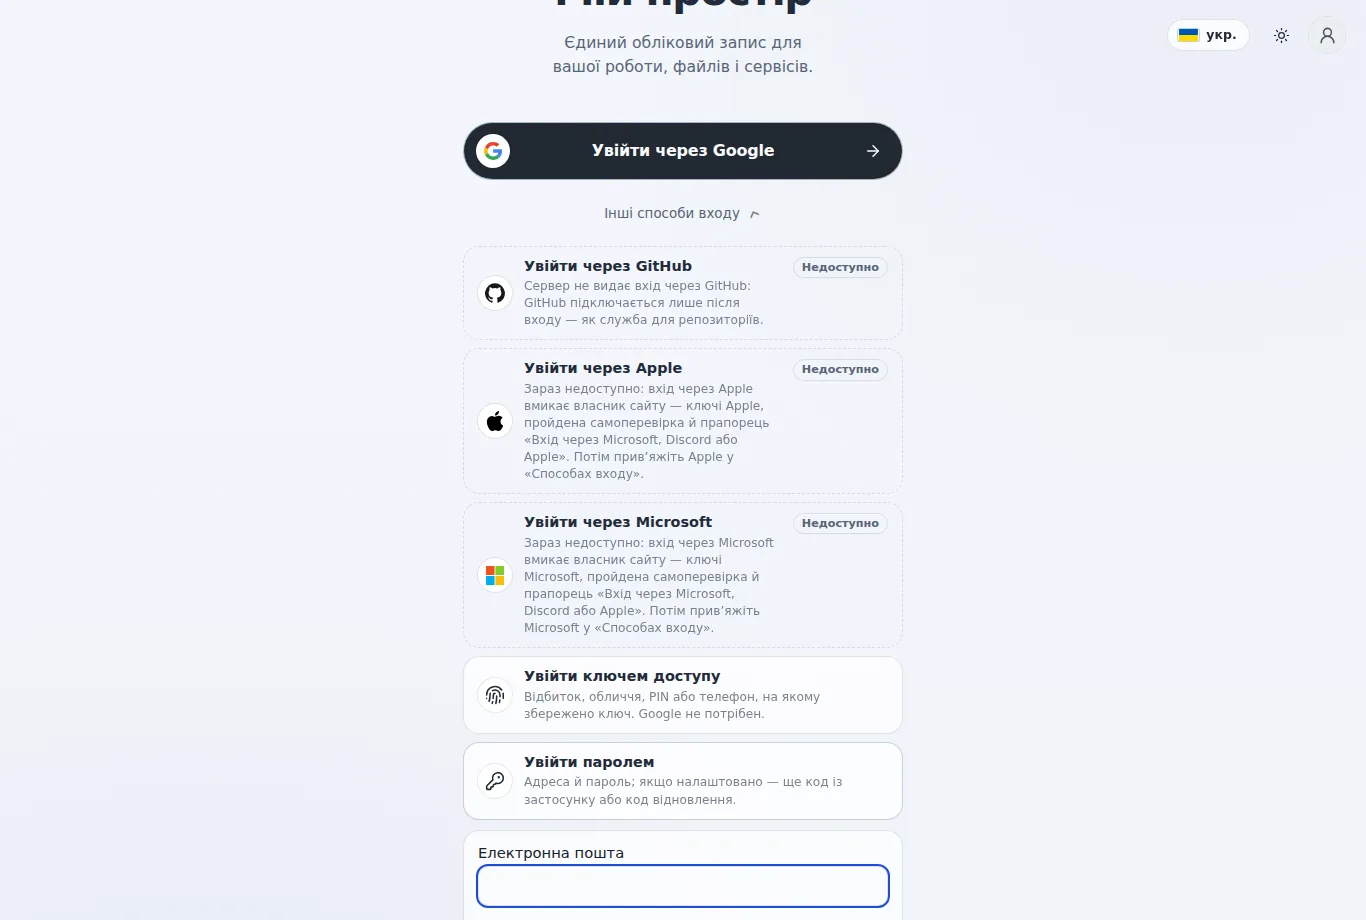 Мій простір
Єдиний обліковий запис для
вашої роботи, файлів і сервісів.
укр.
Увійти через Google
Інші способи входу
Увійти через GitHub
Недоступно
Сервер не видає вхід через GitHub:
GitHub підключається лише після
входу — як служба для репозиторіїв.
Увійти через Apple
Недоступно
Зараз недоступно: вхід через Apple
вмикає власник сайту — ключі Apple,
пройдена самоперевірка й прапорець
«Вхід через Microsoft, Discord або
Apple». Потім прив’яжіть Apple у
«Способах входу».
Увійти через Microsoft
Недоступно
Зараз недоступно: вхід через Microsoft
вмикає власник сайту — ключі
Microsoft, пройдена самоперевірка й
прапорець «Вхід через Microsoft,
Discord або Apple». Потім прив’яжіть
Microsoft у «Способах входу».
Увійти ключем доступу
Відбиток, обличчя, PIN або телефон, на якому
збережено ключ. Google не потрібен.
Увійти паролем
Адреса й пароль; якщо налаштовано — ще код із
застосунку або код відновлення.
Електронна пошта